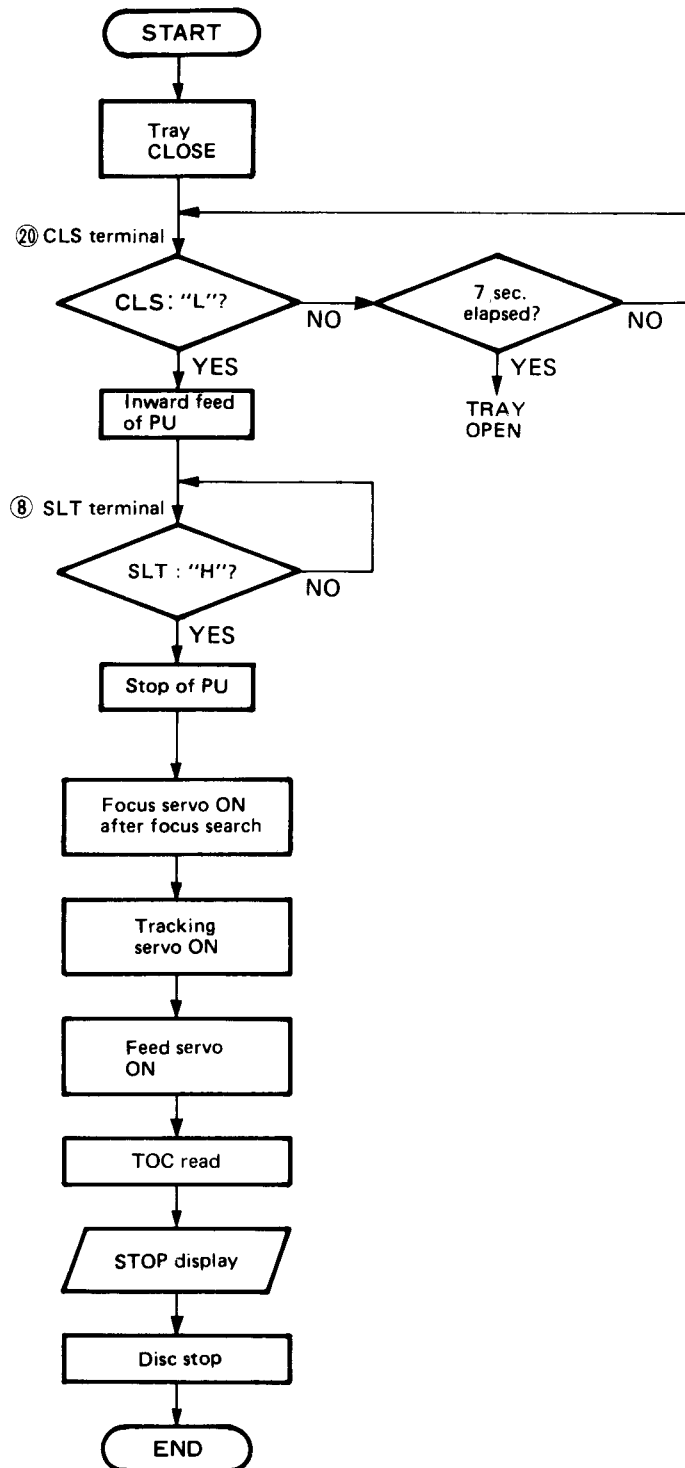 START
Tray
CLOSE
⑳ CLS terminal
CLS: "L"?
NO
7 sec.
elapsed?
NO
YES
YES
TRAY
OPEN
Inward feed
of PU
⑧ SLT terminal
SLT : "H"?
NO
YES
Stop of PU
Focus servo ON
after focus search
Tracking
servo ON
Feed servo
ON
TOC read
STOP display
Disc stop
END